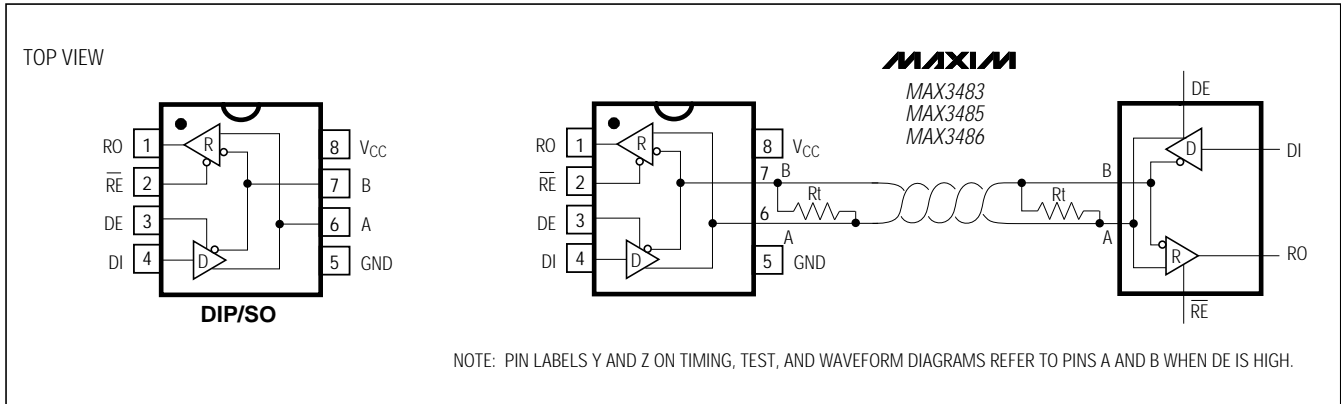 TOP VIEW
RO 1
RE 2
DE 3
DI 4
8 VCC
7 B
6 A
5 GND
R
D
DIP/SO
RO 1
RE 2
DE 3
DI 4
R
D
8 VCC
7 B
6 A
5 GND
Rt
MAXIM
MAX3483
MAX3485
MAX3486
Rt
B
A
DE
D
DI
R
RO
RE
NOTE: PIN LABELS Y AND Z ON TIMING, TEST, AND WAVEFORM DIAGRAMS REFER TO PINS A AND B WHEN DE IS HIGH.